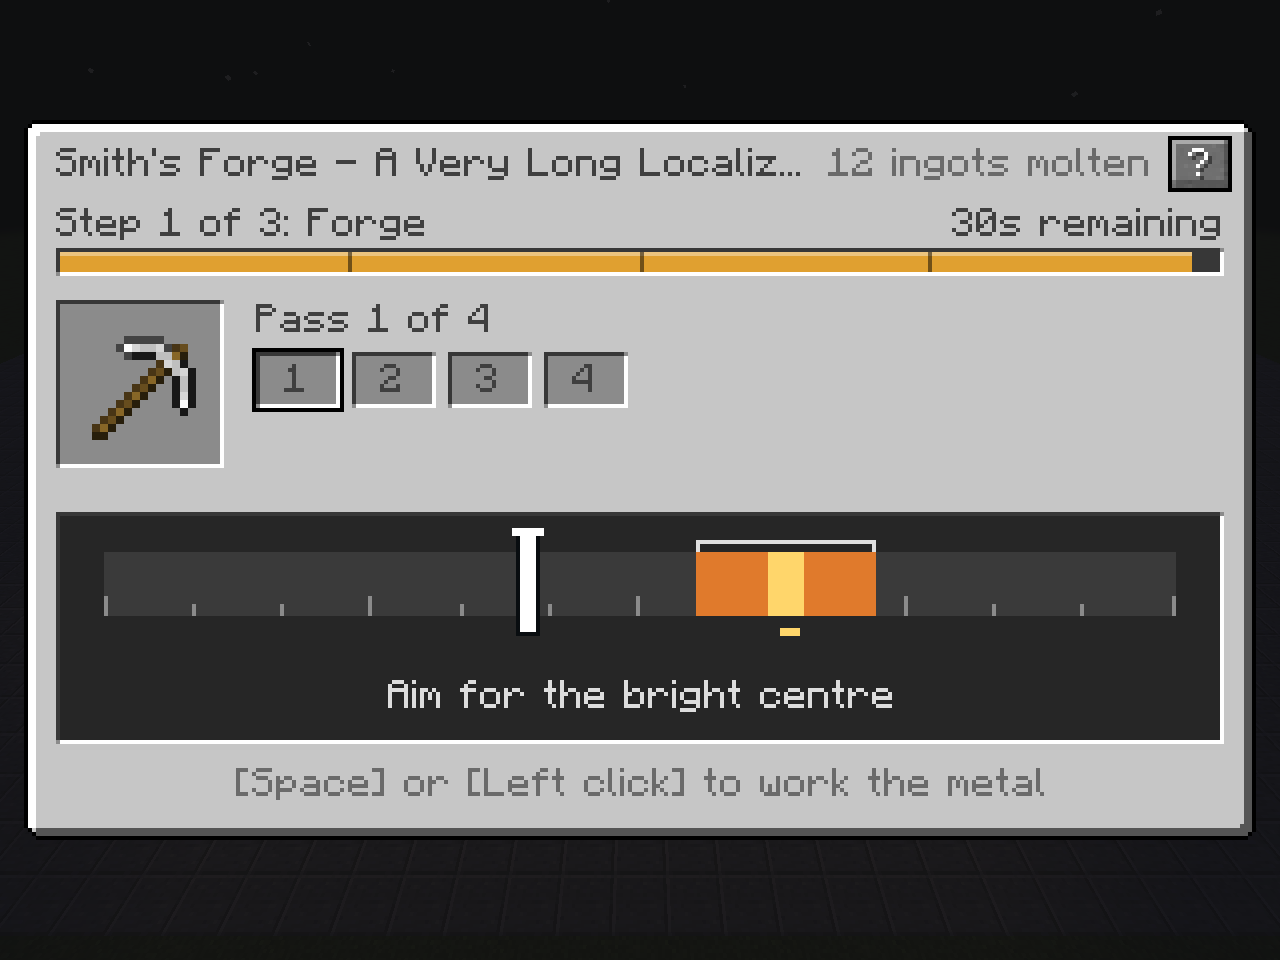 Smith's Forge - A Very Long Localiz... 12 ingots molten ?
Step 1 of 3: Forge 30s remaining
Pass 1 of 4
1 2 3 4
Aim for the bright centre
[Space] or [Left click] to work the metal